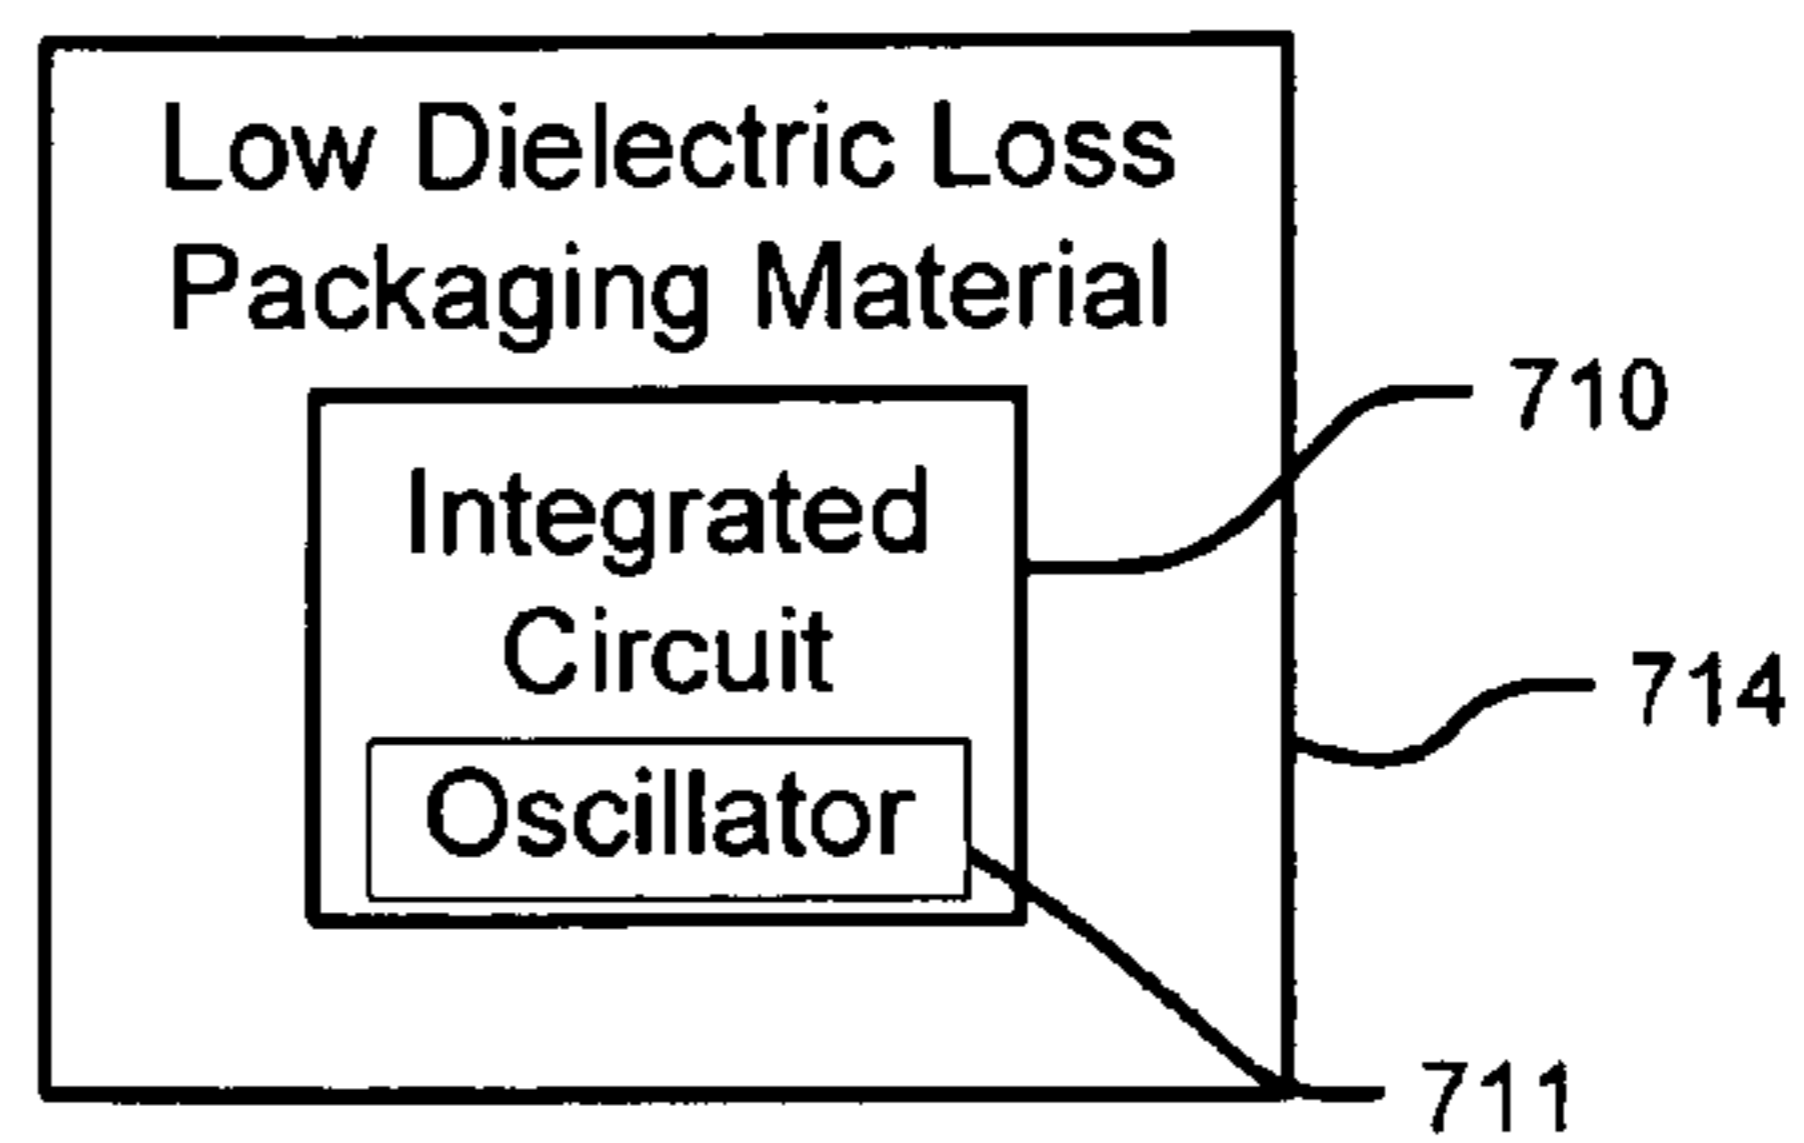 Low Dielectric Loss
Packaging Material
710
Integrated
Circuit
714
Oscillator
711